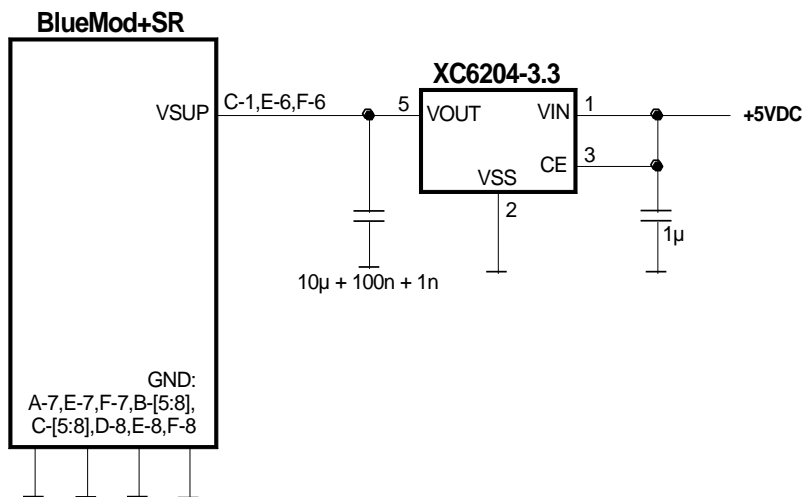 BlueMod+SR
VSUP
C-1,E-6,F-6
XC6204-3.3
5
VOUT
VIN
1
+5VDC
CE
3
VSS
2
1µ
10µ + 100n + 1n
GND:
A-7,E-7,F-7,B-[5:8],
C-[5:8],D-8,E-8,F-8